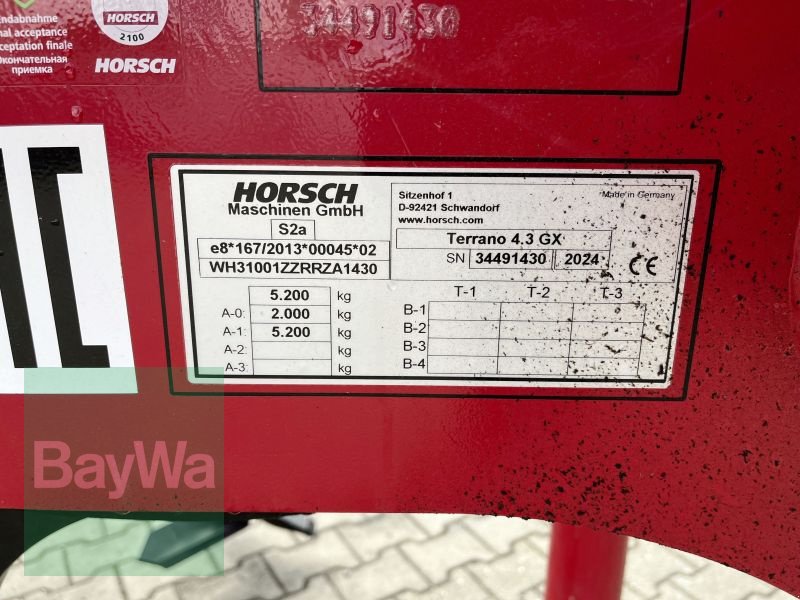 Endabnahme
Final acceptance
Acceptation finale
Окончательная
приемка
HORSCH
2100
HORSCH
34491430
HORSCH
Maschinen GmbH
S2a
e8*167/2013*00045*02
WH31001ZZRRZA1430
Sitzenhof 1
D-92421 Schwandorf
www.horsch.com
Made in Germany
Terrano 4.3 GX
SN 34491430 2024 CE
5.200 kg
A-0: 2.000 kg
A-1: 5.200 kg
A-2: kg
A-3: kg
T-1 T-2 T-3
B-1
B-2
B-3
B-4
BayWa